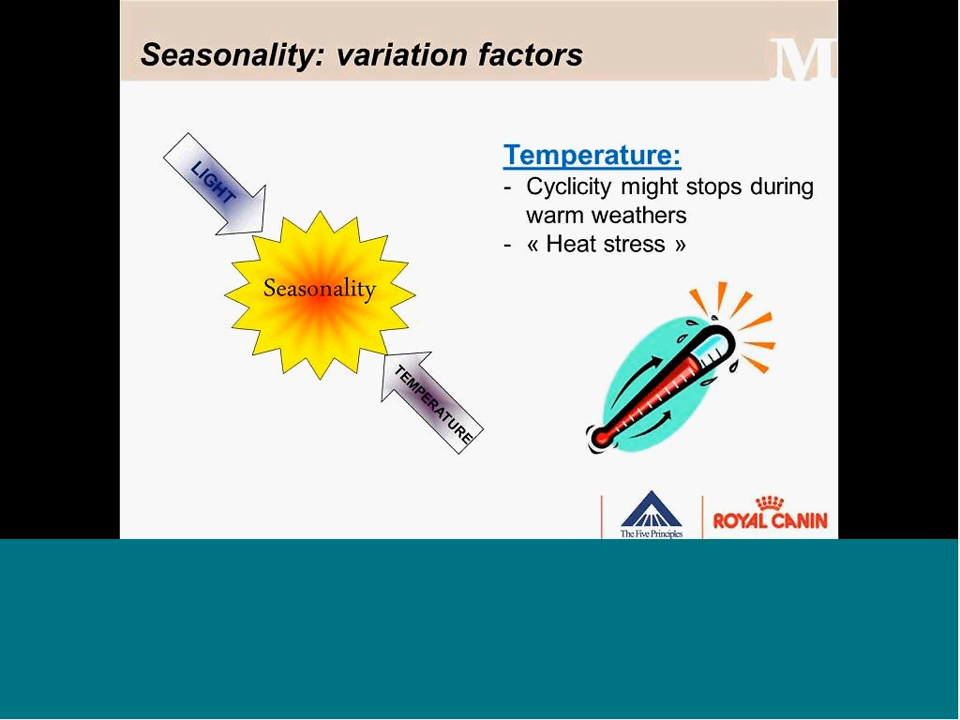 Seasonality: variation factors
M
LIGHT
Seasonality
TEMPERATURE
Temperature:
- Cyclicity might stops during
warm weathers
- « Heat stress »
The Five Principles
ROYAL CANIN